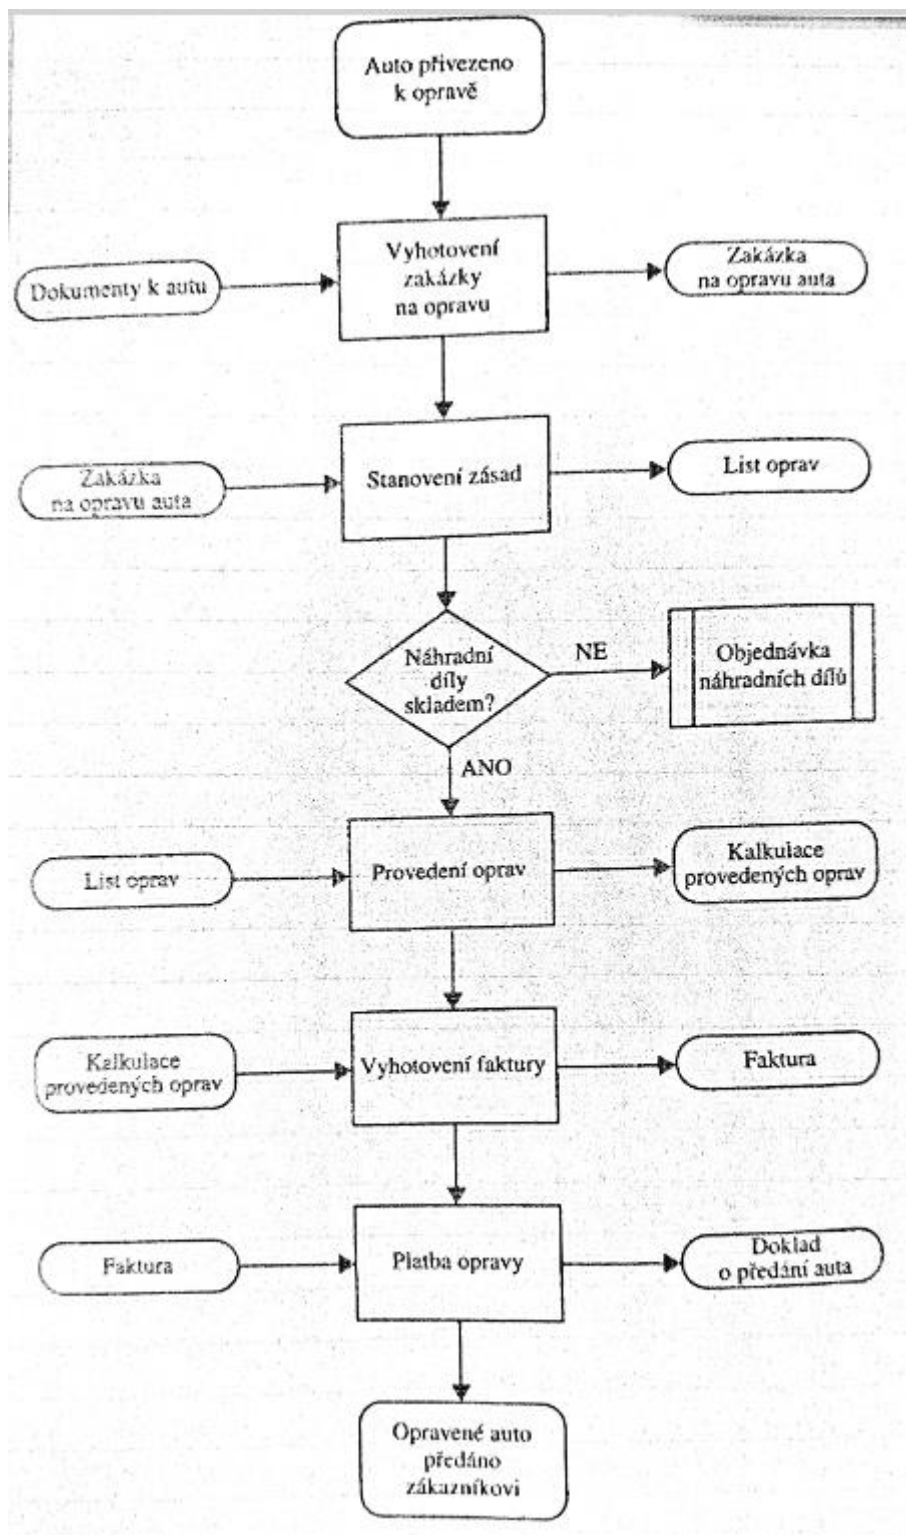 Auto přivezeno
k opravě
Dokumenty k autu
Vyhotovení
zakázky
na opravu
Zakázka
na opravu auta
Zakázka
na opravu auta
Stanovení zásad
List oprav
Náhradní
díly
skladem?
NE
Objednávka
náhradních dílů
ANO
List oprav
Provedení oprav
Kalkulace
provedených oprav
Kalkulace
provedených oprav
Vyhotovení faktury
Faktura
Faktura
Platba opravy
Doklad
o předání auta
Opravené auto
předáno
zákazníkovi